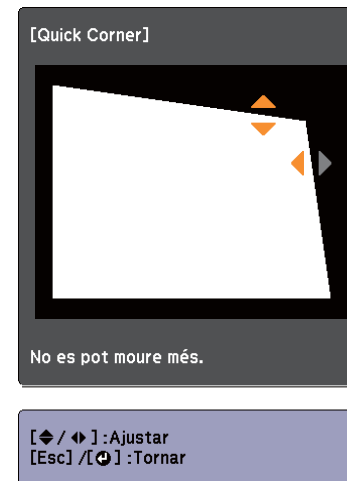 [Quick Corner]
No es pot moure més.
[◆/◀▶] :Ajustar
[Esc] /[↵] :Tornar